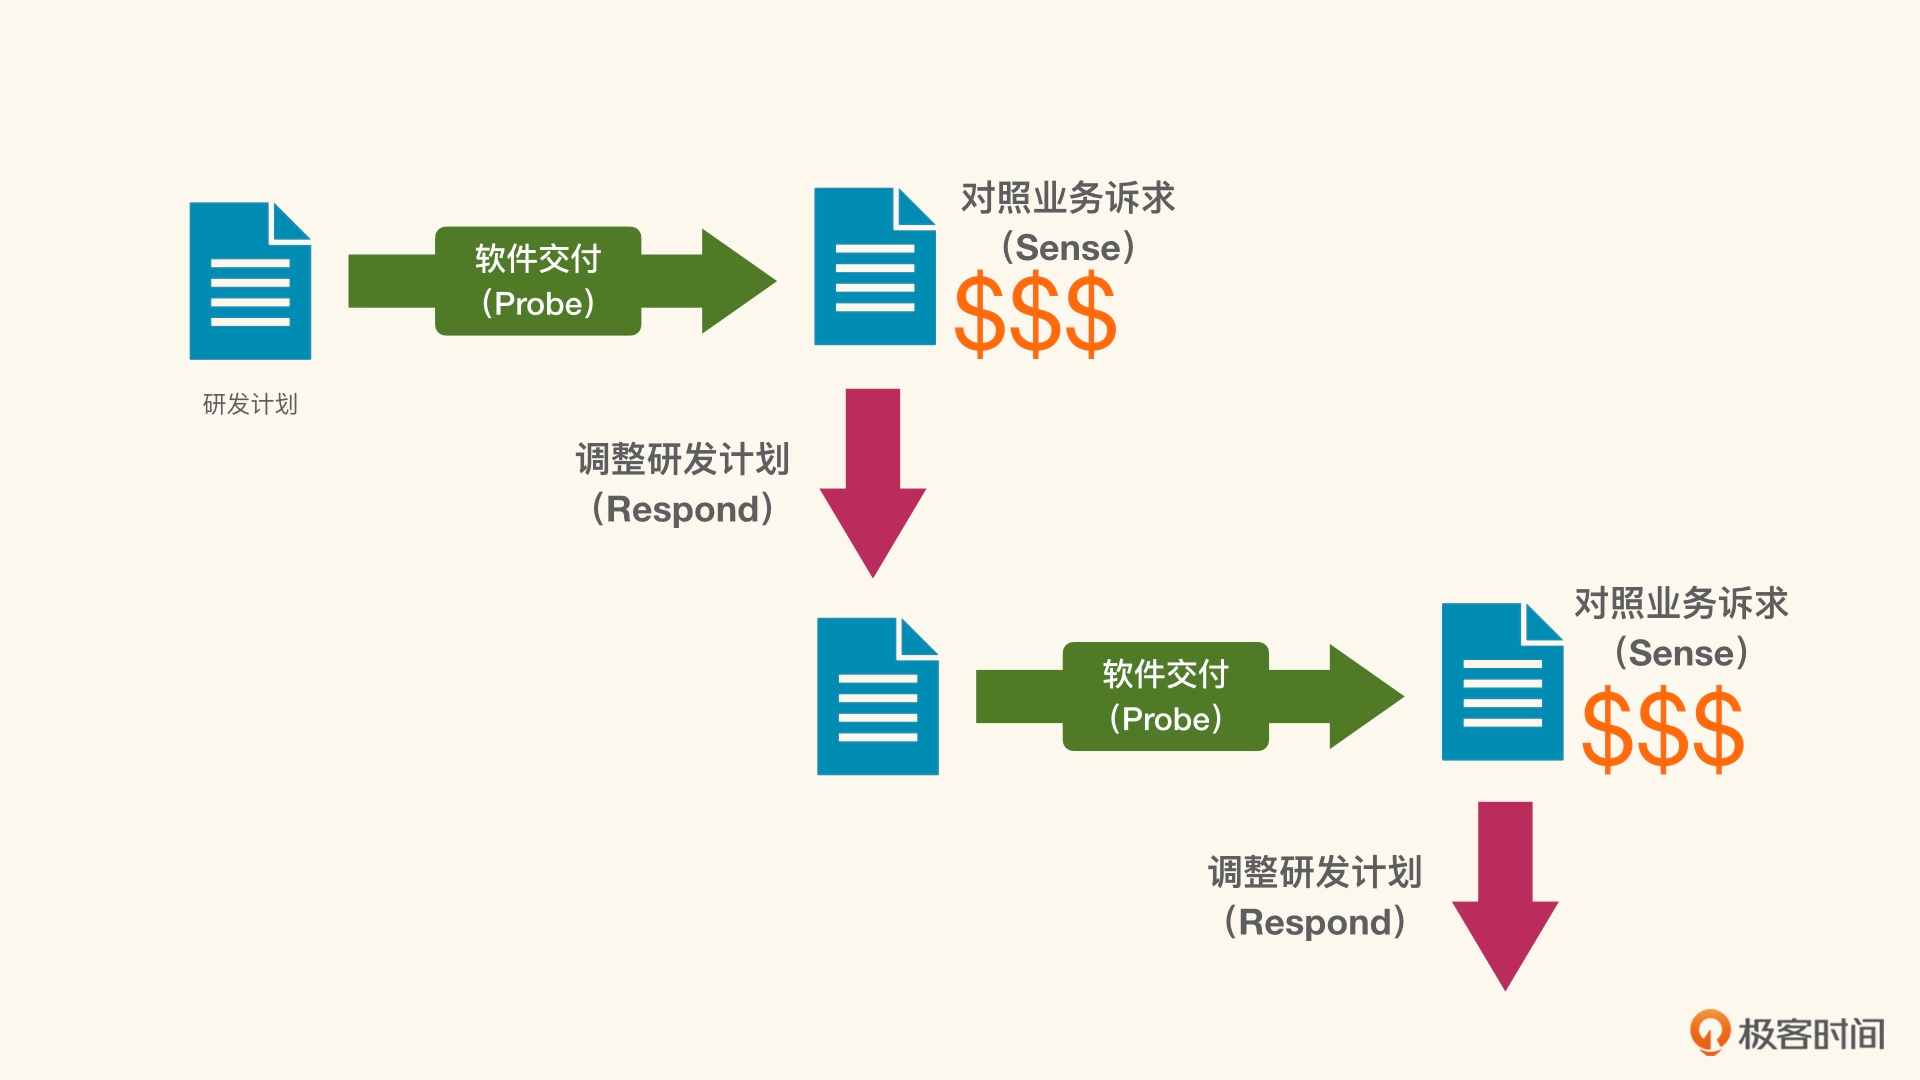 对照业务诉求
（Sense）
$$$
软件交付
（Probe）
研发计划
调整研发计划
（Respond）
对照业务诉求
（Sense）
$$$
软件交付
（Probe）
调整研发计划
（Respond）
极客时间